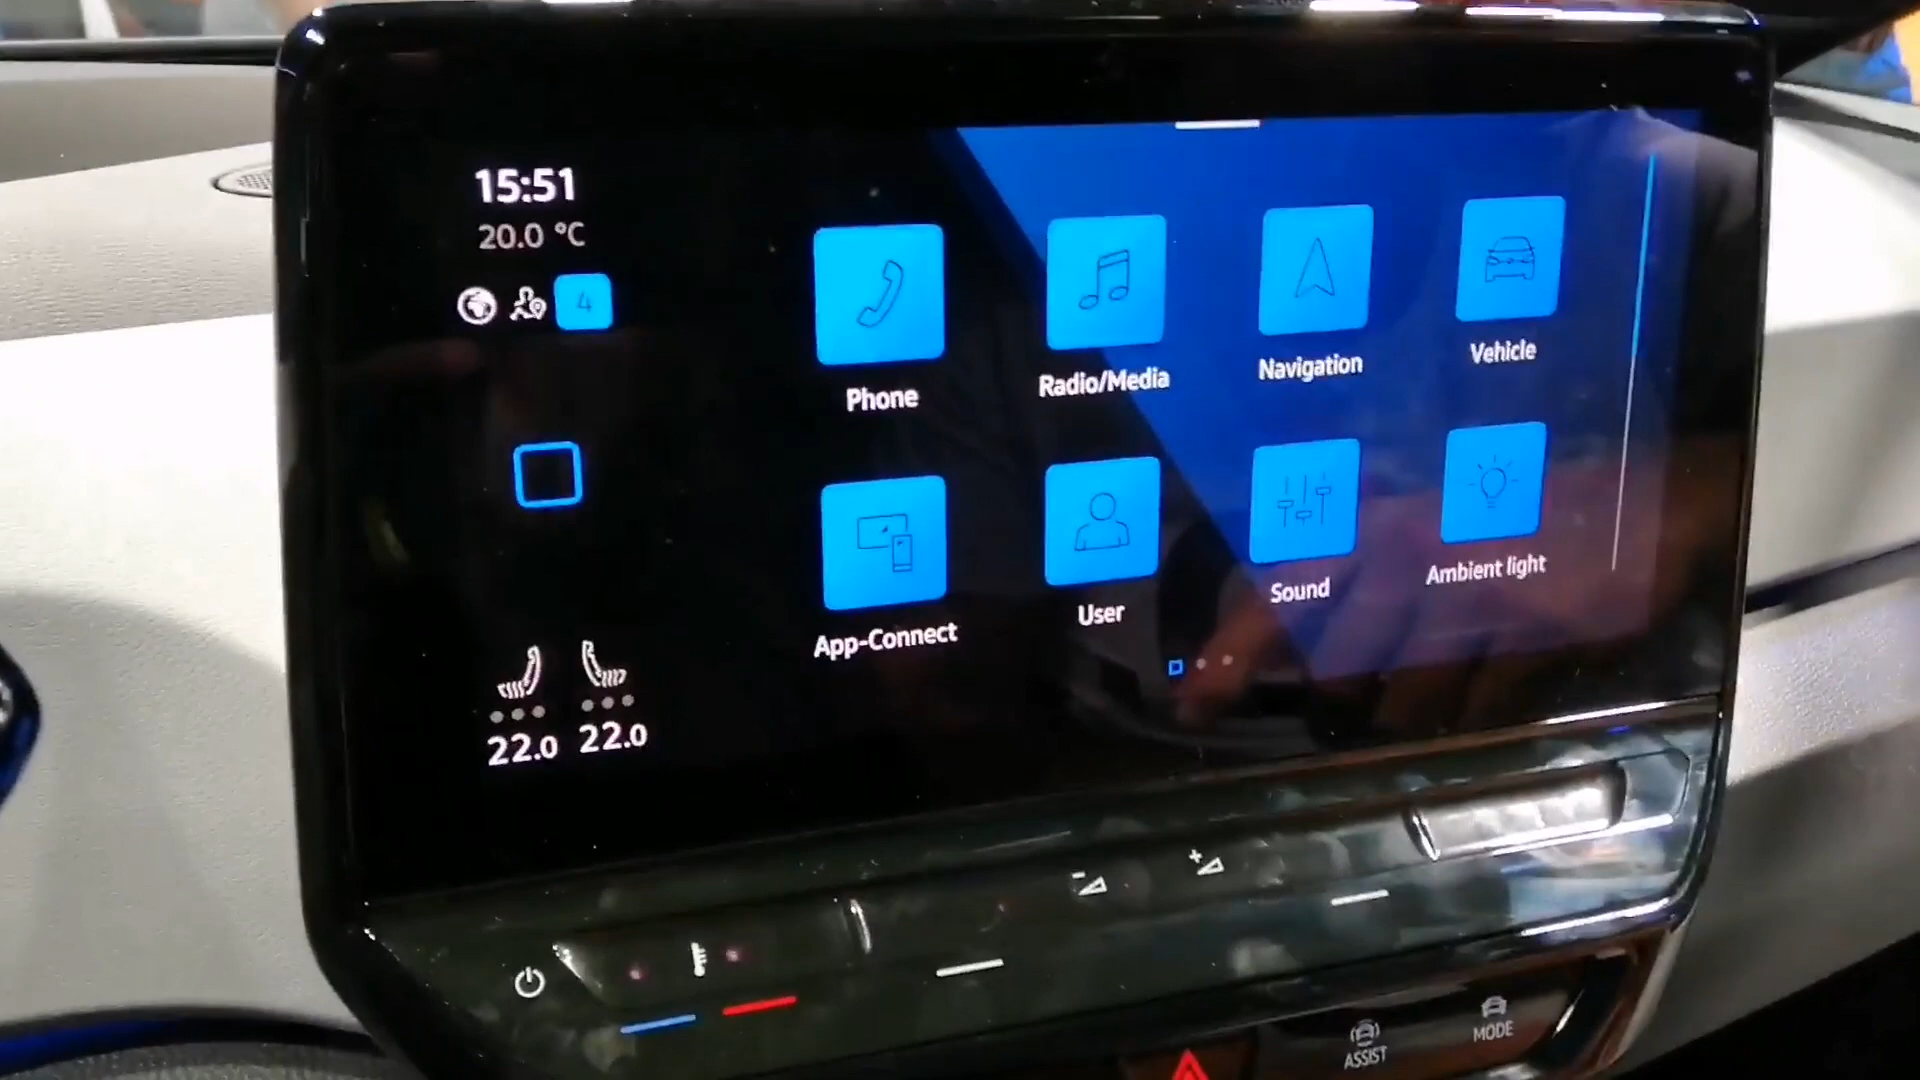 15:51
20.0 °C
4
Phone
Radio/Media
Navigation
Vehicle
App-Connect
User
Sound
Ambient light
22.0 22.0
ASSIST
MODE